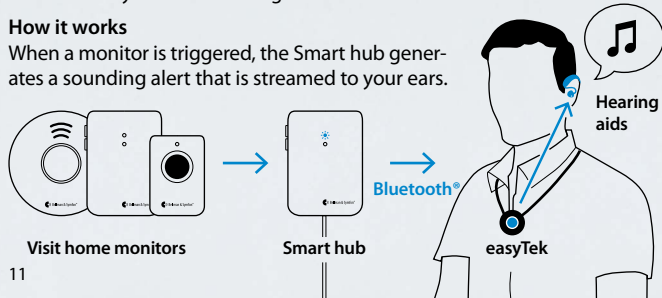 How it works
When a monitor is triggered, the Smart hub gener-
ates a sounding alert that is streamed to your ears.
Hearing
aids
Bluetooth®
Visit home monitors
Smart hub
easyTek
11